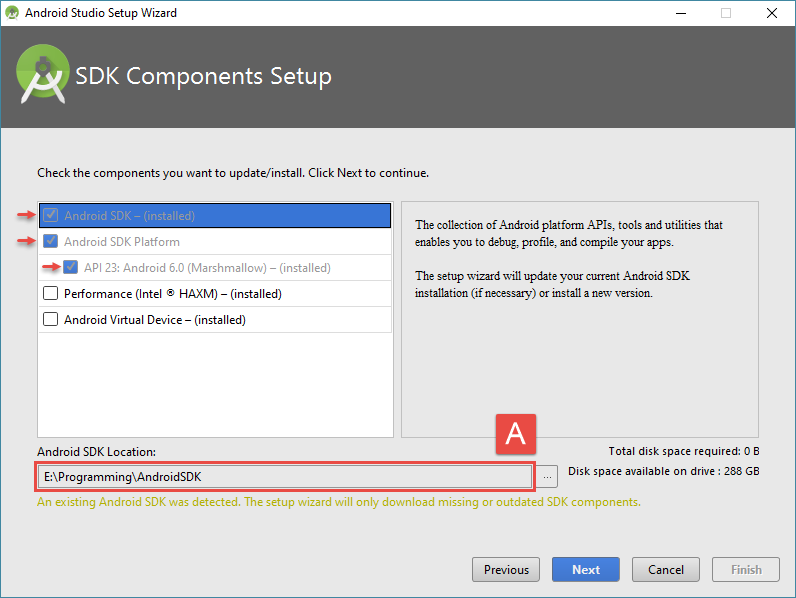 Android Studio Setup Wizard
SDK Components Setup
Check the components you want to update/install. Click Next to continue.
Android SDK – (installed)
Android SDK Platform
API 23: Android 6.0 (Marshmallow) – (installed)
Performance (Intel ® HAXM) – (installed)
Android Virtual Device – (installed)
The collection of Android platform APIs, tools and utilities that
enables you to debug, profile, and compile your apps.
The setup wizard will update your current Android SDK
installation (if necessary) or install a new version.
A
Android SDK Location:
Total disk space required: 0 B
E:\Programming\AndroidSDK
...
Disk space available on drive : 288 GB
An existing Android SDK was detected. The setup wizard will only download missing or outdated SDK components.
Previous
Next
Cancel
Finish